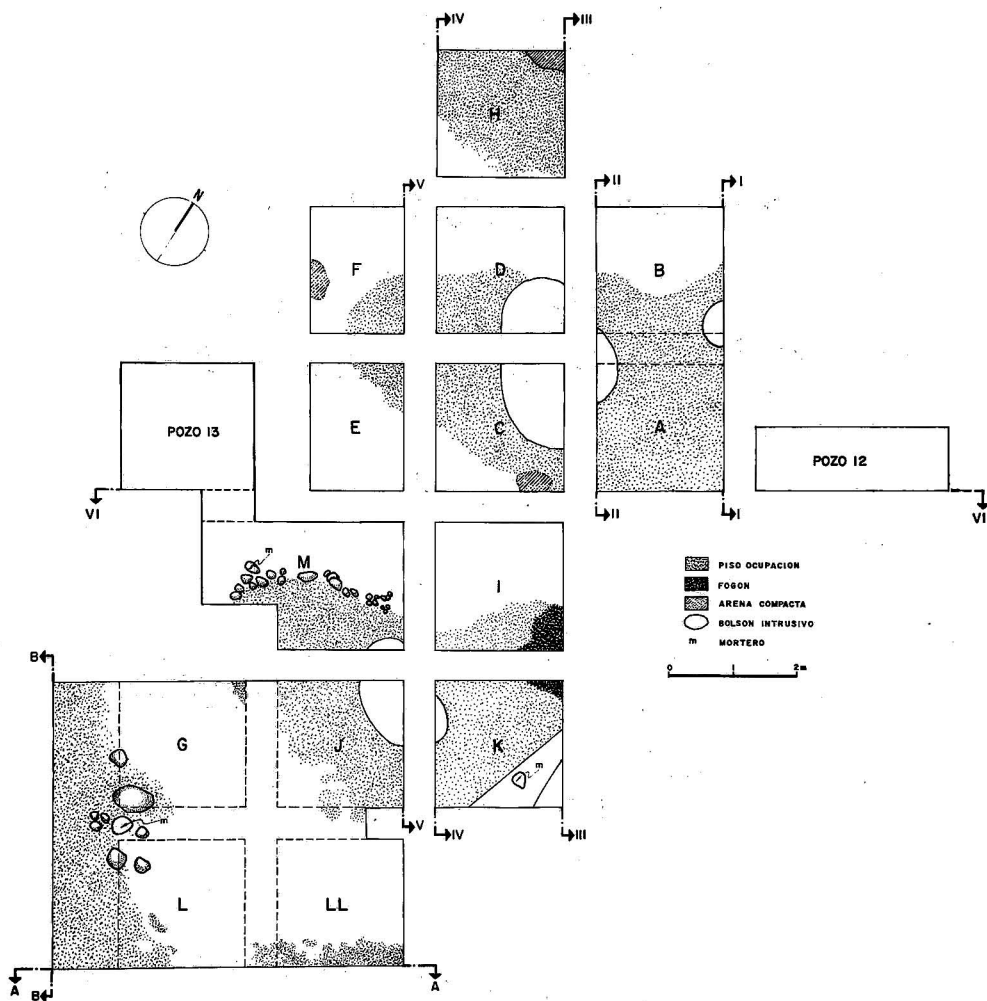 IV III
H
N
V II I
F D B
POZO 13 E C A POZO 12
VI II I VI
m
M I
PISO OCUPACION
FOGON
ARENA COMPACTA
BOLSON INTRUSIVO
m MORTERO
0 1 2m
B
G J K m
m V IV III
L LL
A A
B